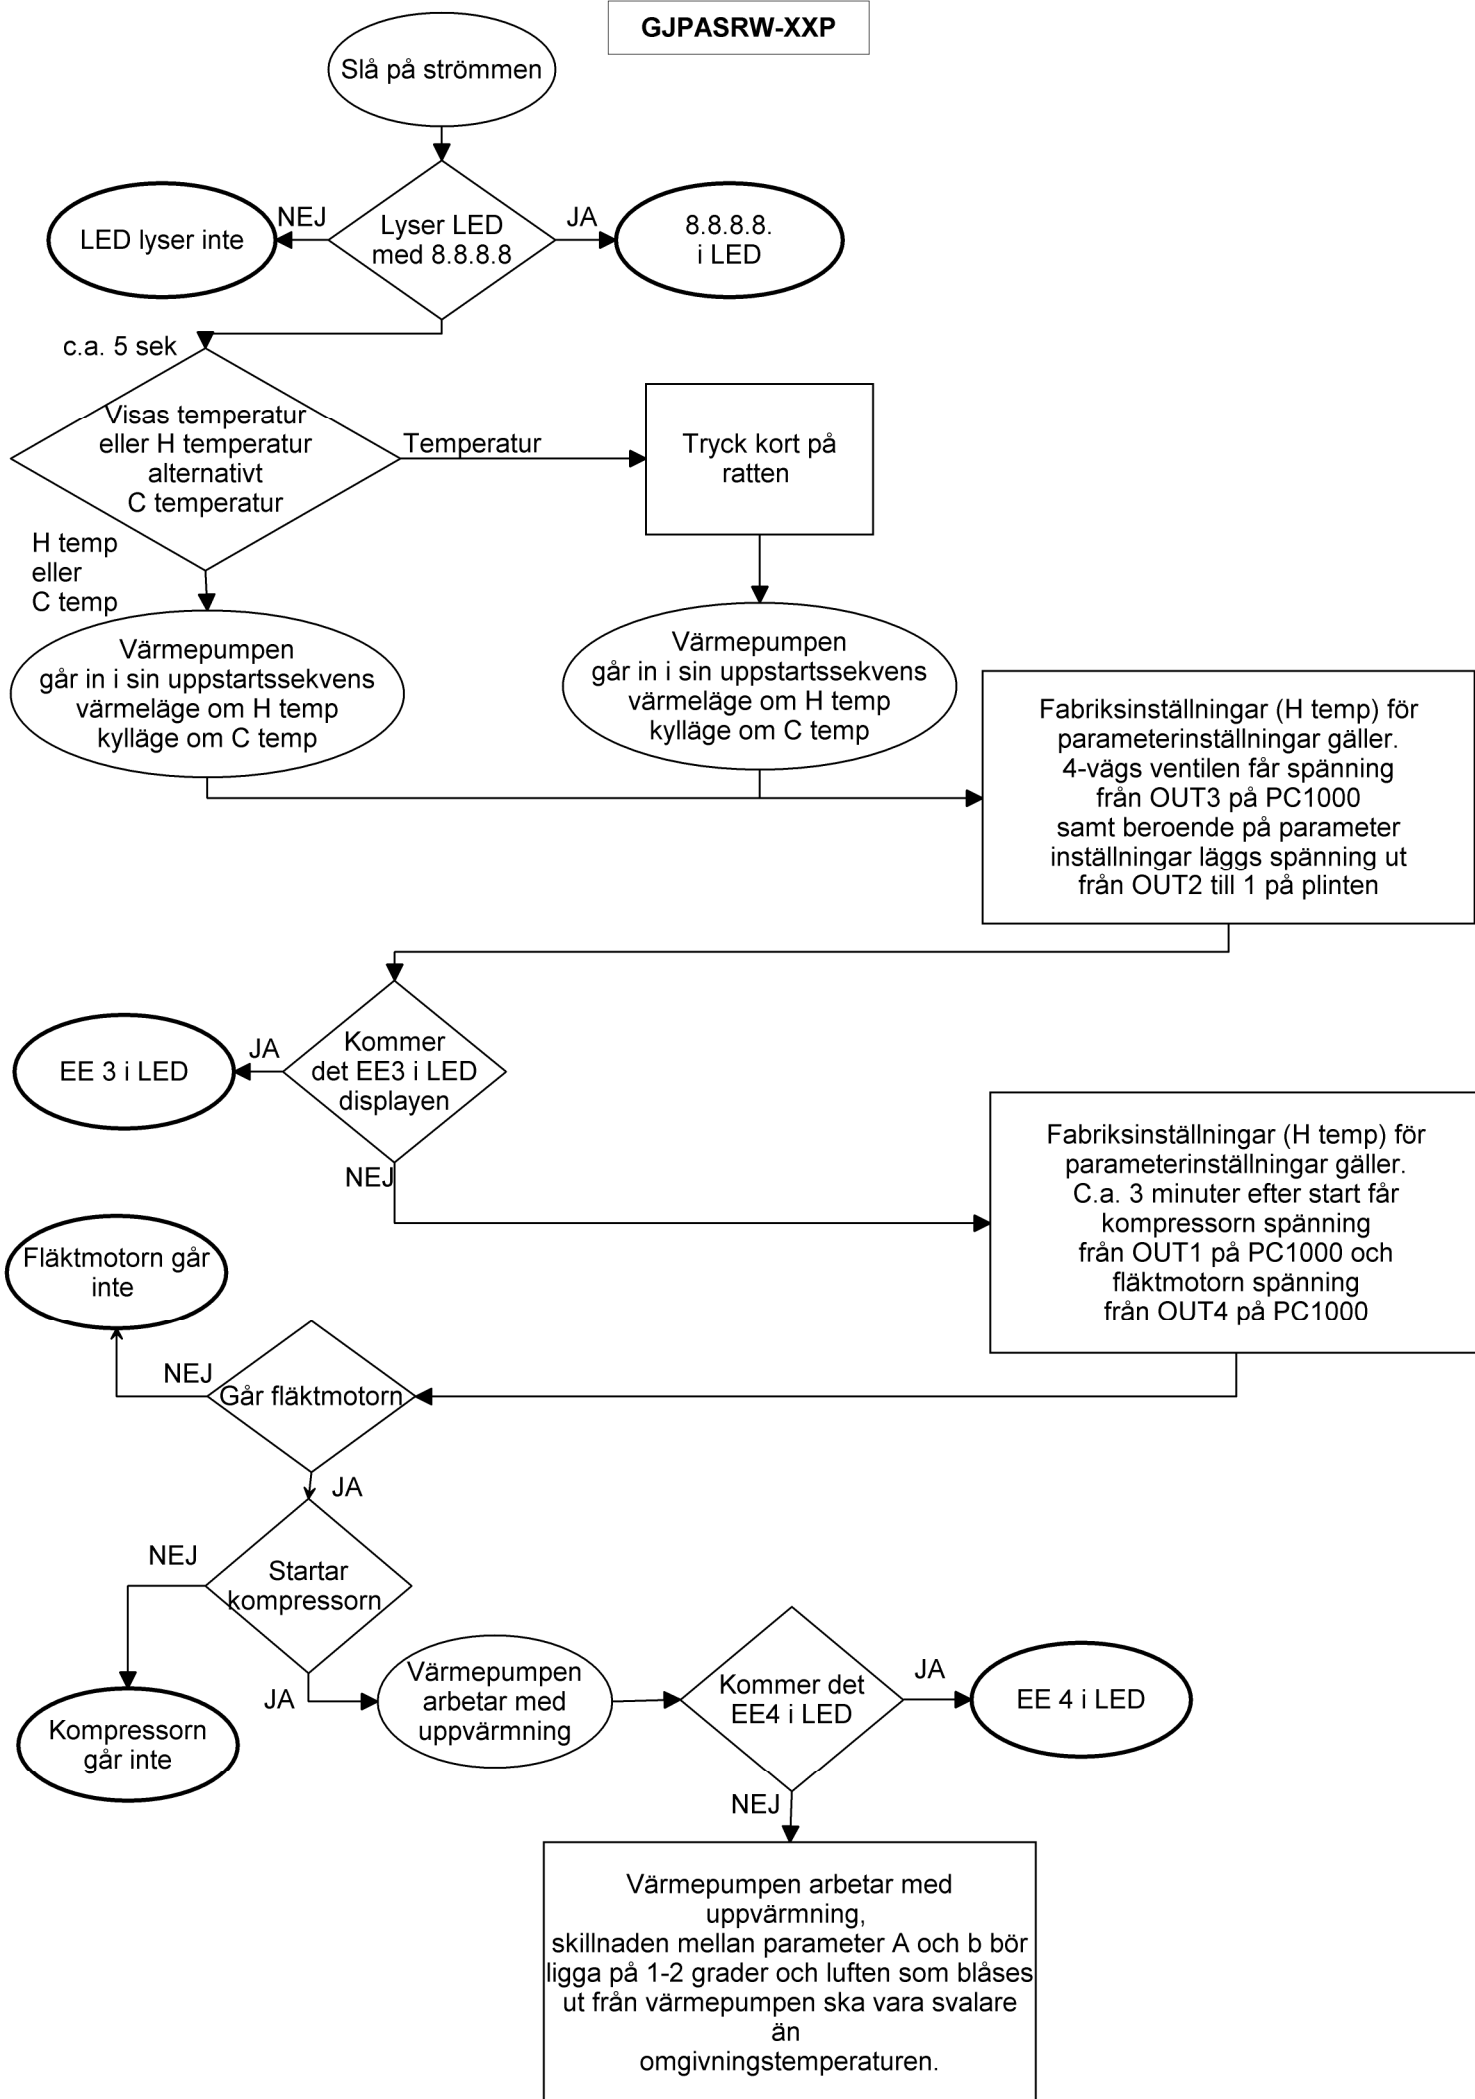 GJPASRW-XXP
Slå på strömmen
NEJ
JA
LED lyser inte
Lyser LED
med 8.8.8.8
8.8.8.8.
i LED
c.a. 5 sek
Visas temperatur
eller H temperatur
alternativt
C temperatur
Temperatur
Tryck kort på
ratten
H temp
eller
C temp
Värmepumpen
går in i sin uppstartssekvens
värmeläge om H temp
kylläge om C temp
Värmepumpen
går in i sin uppstartssekvens
värmeläge om H temp
kylläge om C temp
Fabriksinställningar (H temp) för
parameterinställningar gäller.
4-vägs ventilen får spänning
från OUT3 på PC1000
samt beroende på parameter
inställningar läggs spänning ut
från OUT2 till 1 på plinten
EE 3 i LED
JA
Kommer
det EE3 i LED
displayen
NEJ
Fabriksinställningar (H temp) för
parameterinställningar gäller.
C.a. 3 minuter efter start får
kompressorn spänning
från OUT1 på PC1000 och
fläktmotorn spänning
från OUT4 på PC1000
Fläktmotorn går
inte
NEJ
Går fläktmotorn
JA
NEJ
Startar
kompressorn
JA
Kompressorn
går inte
Värmepumpen
arbetar med
uppvärmning
Kommer det
EE4 i LED
JA
EE 4 i LED
NEJ
Värmepumpen arbetar med
uppvärmning,
skillnaden mellan parameter A och b bör
ligga på 1-2 grader och luften som blåses
ut från värmepumpen ska vara svalare
än
omgivningstemperaturen.